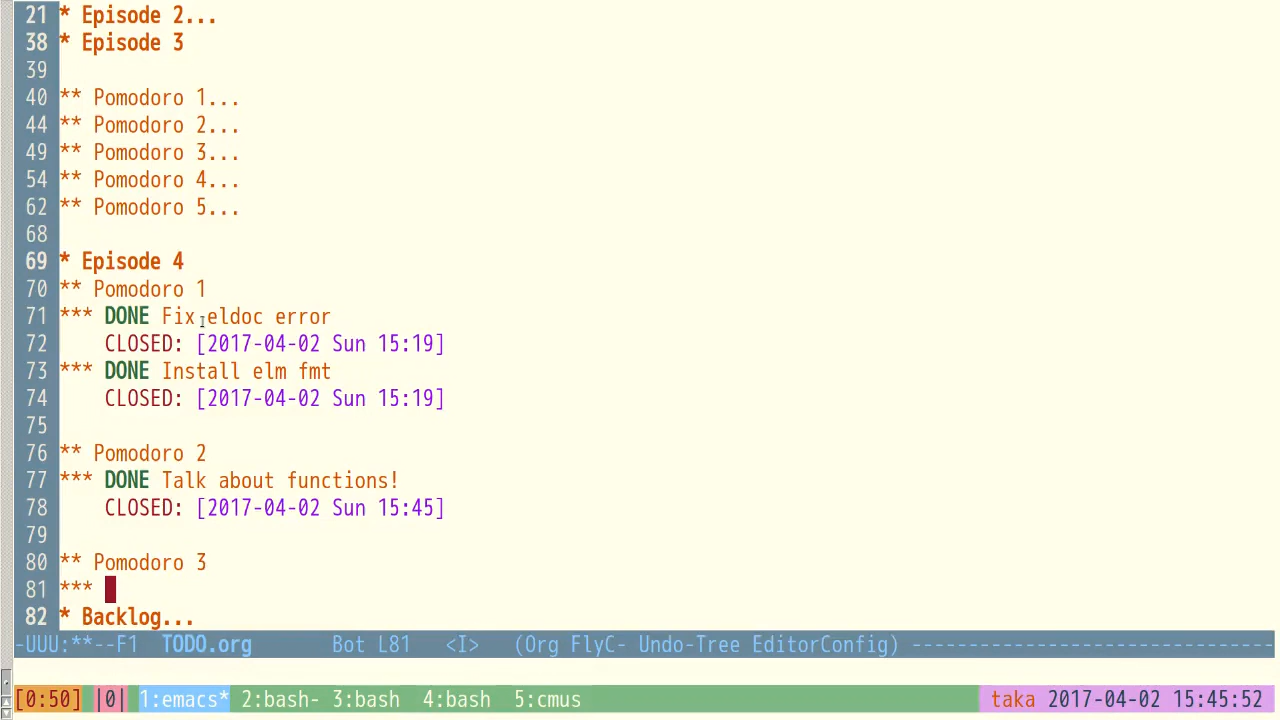 21 * Episode 2...
38 * Episode 3
39
40 ** Pomodoro 1...
44 ** Pomodoro 2...
49 ** Pomodoro 3...
54 ** Pomodoro 4...
62 ** Pomodoro 5...
68
69 * Episode 4
70 ** Pomodoro 1
71 *** DONE Fix eldoc error
72 CLOSED: [2017-04-02 Sun 15:19]
73 *** DONE Install elm fmt
74 CLOSED: [2017-04-02 Sun 15:19]
75
76 ** Pomodoro 2
77 *** DONE Talk about functions!
78 CLOSED: [2017-04-02 Sun 15:45]
79
80 ** Pomodoro 3
81 ***
82 * Backlog...
-UUU:**--F1 TODO.org Bot L81 <I> (Org FlyC- Undo-Tree EditorConfig) --------------------------------
[0:50] |0| 1:emacs* 2:bash- 3:bash 4:bash 5:cmus taka 2017-04-02 15:45:52